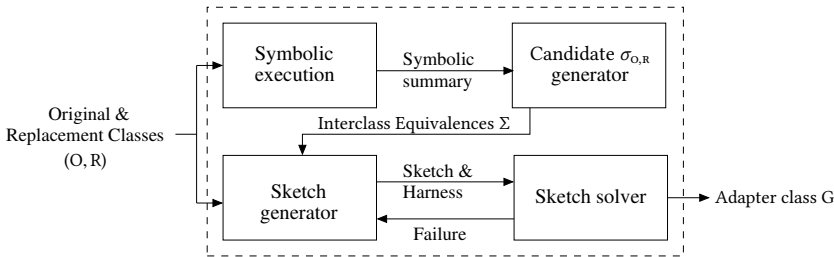 Symbolic
execution
Symbolic
summary
Candidate σ_{O,R}
generator
Original &
Replacement Classes
(O, R)
Interclass Equivalences Σ
Sketch
generator
Sketch &
Harness
Failure
Sketch solver
Adapter class G